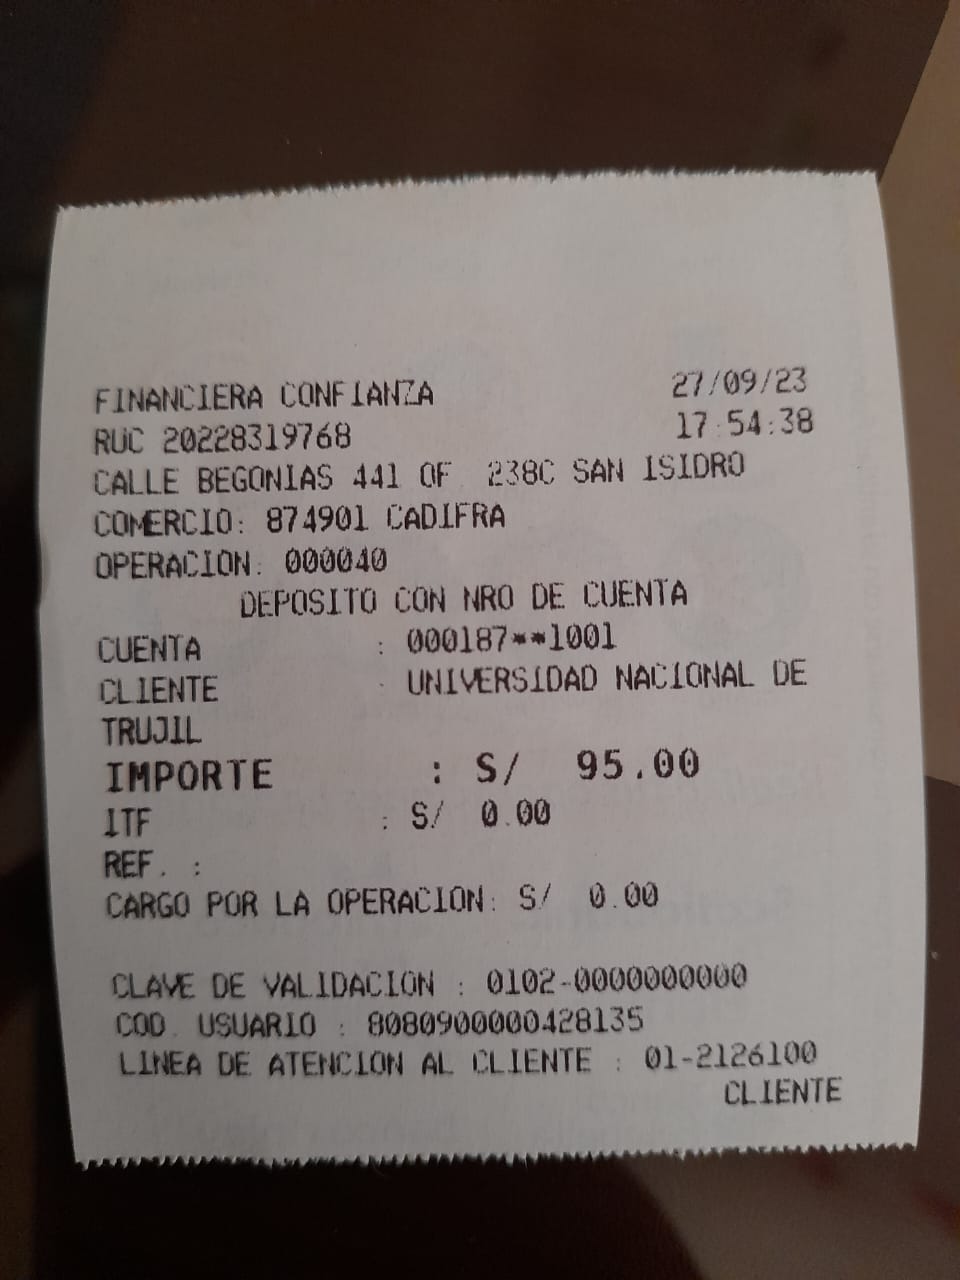 FINANCIERA CONFIANZA 27/09/23
RUC 20228319768 17:54:38
CALLE BEGONIAS 441 OF 238C SAN ISIDRO
COMERCIO: 874901 CADIFRA
OPERACION: 000040
DEPOSITO CON NRO DE CUENTA
CUENTA : 000187**1001
CLIENTE : UNIVERSIDAD NACIONAL DE
TRUJIL
IMPORTE : S/ 95.00
ITF : S/ 0.00
REF. :
CARGO POR LA OPERACION: S/ 0.00
CLAVE DE VALIDACION : 0102-0000000000
COD. USUARIO : 8080900000428135
LINEA DE ATENCION AL CLIENTE : 01-2126100
CLIENTE